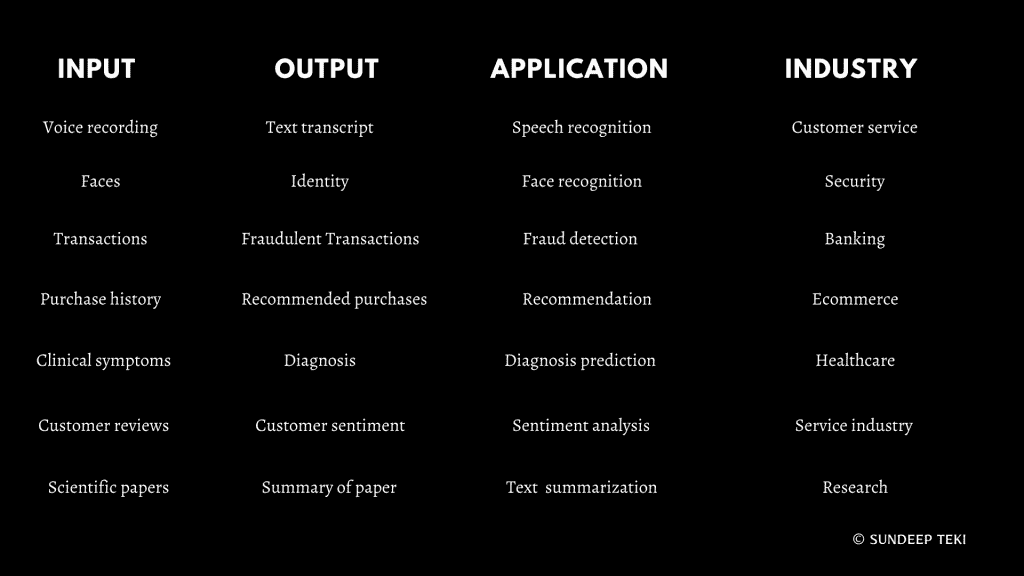 INPUT OUTPUT APPLICATION INDUSTRY
Voice recording Text transcript Speech recognition Customer service
Faces Identity Face recognition Security
Transactions Fraudulent Transactions Fraud detection Banking
Purchase history Recommended purchases Recommendation Ecommerce
Clinical symptoms Diagnosis Diagnosis prediction Healthcare
Customer reviews Customer sentiment Sentiment analysis Service industry
Scientific papers Summary of paper Text summarization Research
© SUNDEEP TEKI